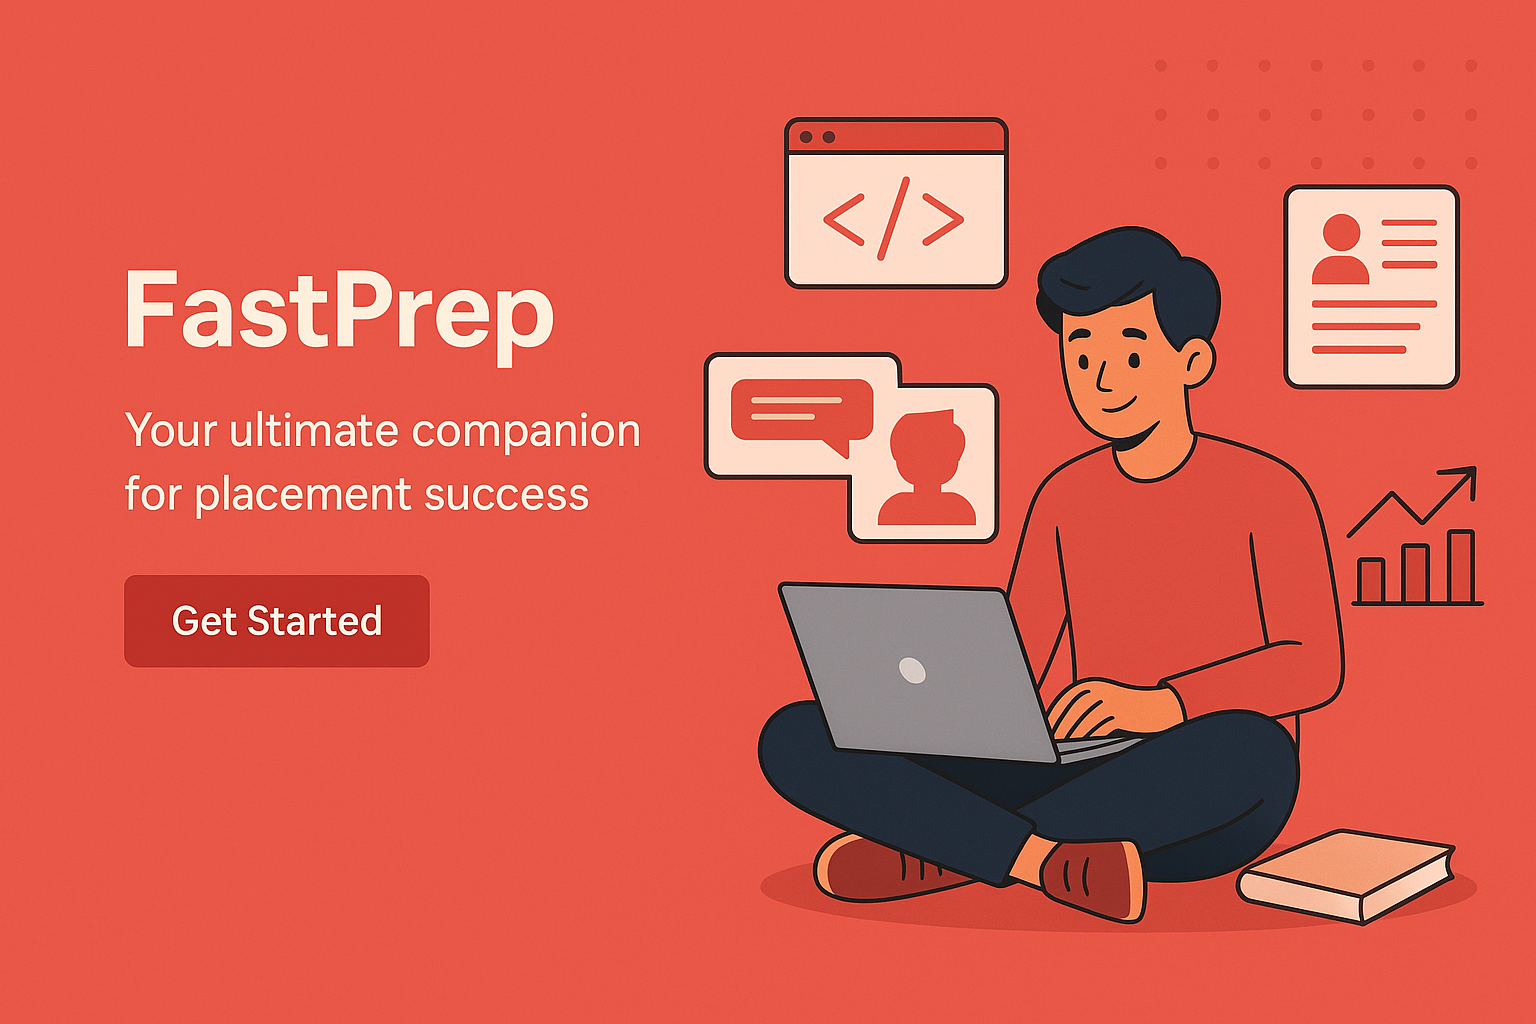 FastPrep
Your ultimate companion
for placement success
Get Started